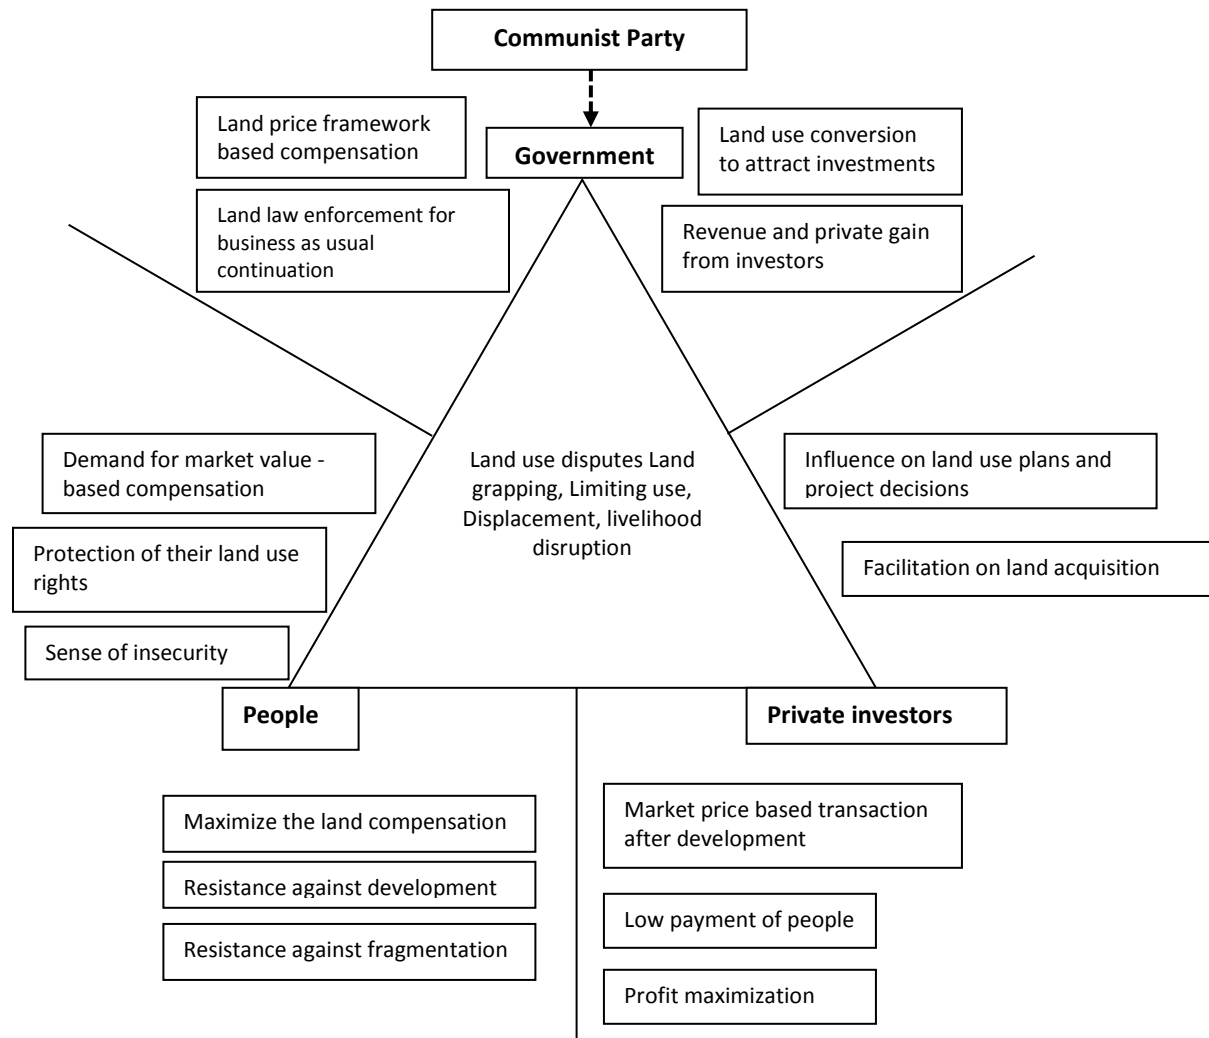 Communist Party
Land price framework
based compensation
Government
Land use conversion
to attract investments
Land law enforcement for
business as usual
continuation
Revenue and private gain
from investors
Demand for market value -
based compensation
Land use disputes Land
grapping, Limiting use,
Displacement, livelihood
disruption
Influence on land use plans and
project decisions
Protection of their land use
rights
Facilitation on land acquisition
Sense of insecurity
People
Private investors
Maximize the land compensation
Resistance against development
Resistance against fragmentation
Market price based transaction
after development
Low payment of people
Profit maximization